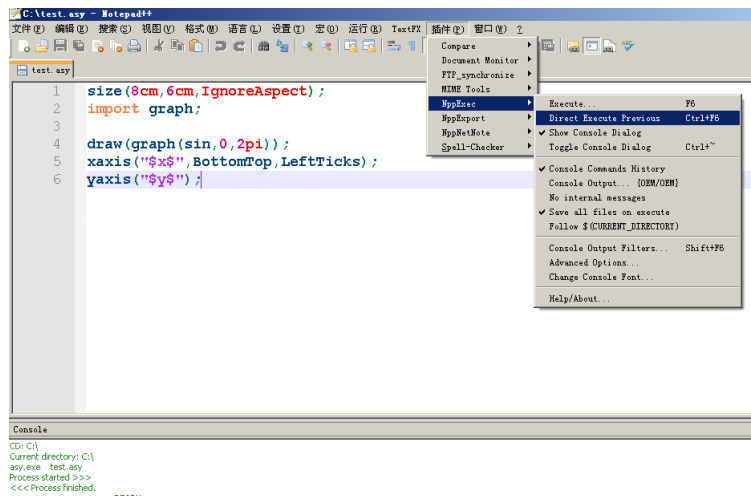 C:\test.asy - Notepad++
文件(F) 编辑(E) 搜索(S) 视图(V) 格式(M) 语言(L) 设置(T) 宏(O) 运行(R) TextFX 插件(P) 窗口(W) ?
test.asy
1 size(8cm,6cm,IgnoreAspect);
2 import graph;
3
4 draw(graph(sin,0,2pi));
5 xaxis("$x$",BottomTop,LeftTicks);
6 yaxis("$y$");
Compare
Document Monitor
FTP_synchronize
MIME Tools
NppExec
NppExport
NppNetNote
Spell-Checker
Execute... F6
Direct Execute Previous Ctrl+F6
Show Console Dialog
Toggle Console Dialog Ctrl+~
Console Commands History
Console Output... [OEM/OEM]
No internal messages
Save all files on execute
Follow $(CURRENT_DIRECTORY)
Console Output Filters... Shift+F6
Advanced Options...
Change Console Font...
Help/About...
Console
CD: C:\
Current directory: C:\
asy.exe test.asy
Process started >>>
<<< Process finished.